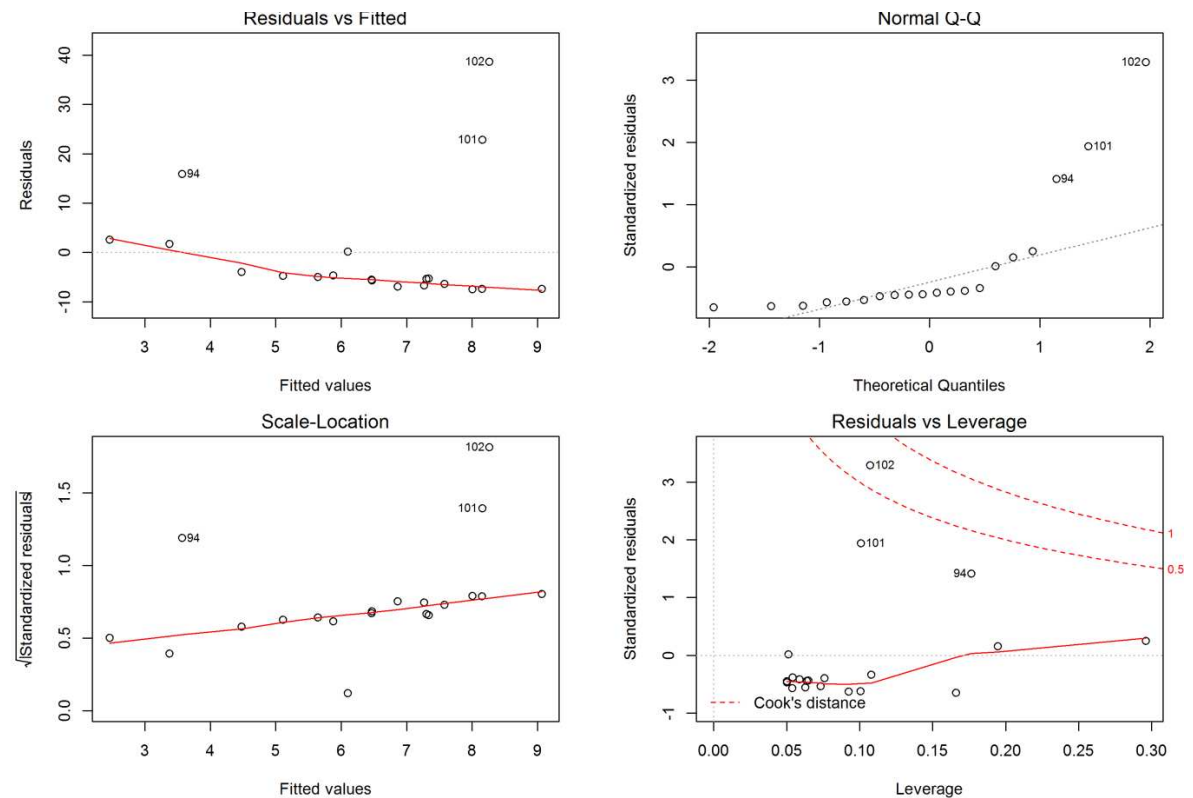 Residuals vs Fitted
Residuals
40
30
20
10
0
-10
102
101
94
3 4 5 6 7 8 9
Fitted values
Normal Q-Q
Standardized residuals
3
2
1
0
102
101
94
-2 -1 0 1 2
Theoretical Quantiles
Scale-Location
√|Standardized residuals|
1.5
1.0
0.5
0.0
102
101
94
3 4 5 6 7 8 9
Fitted values
Residuals vs Leverage
Standardized residuals
3
2
1
0
-1
102
101
94
1
0.5
Cook's distance
0.00 0.05 0.10 0.15 0.20 0.25 0.30
Leverage